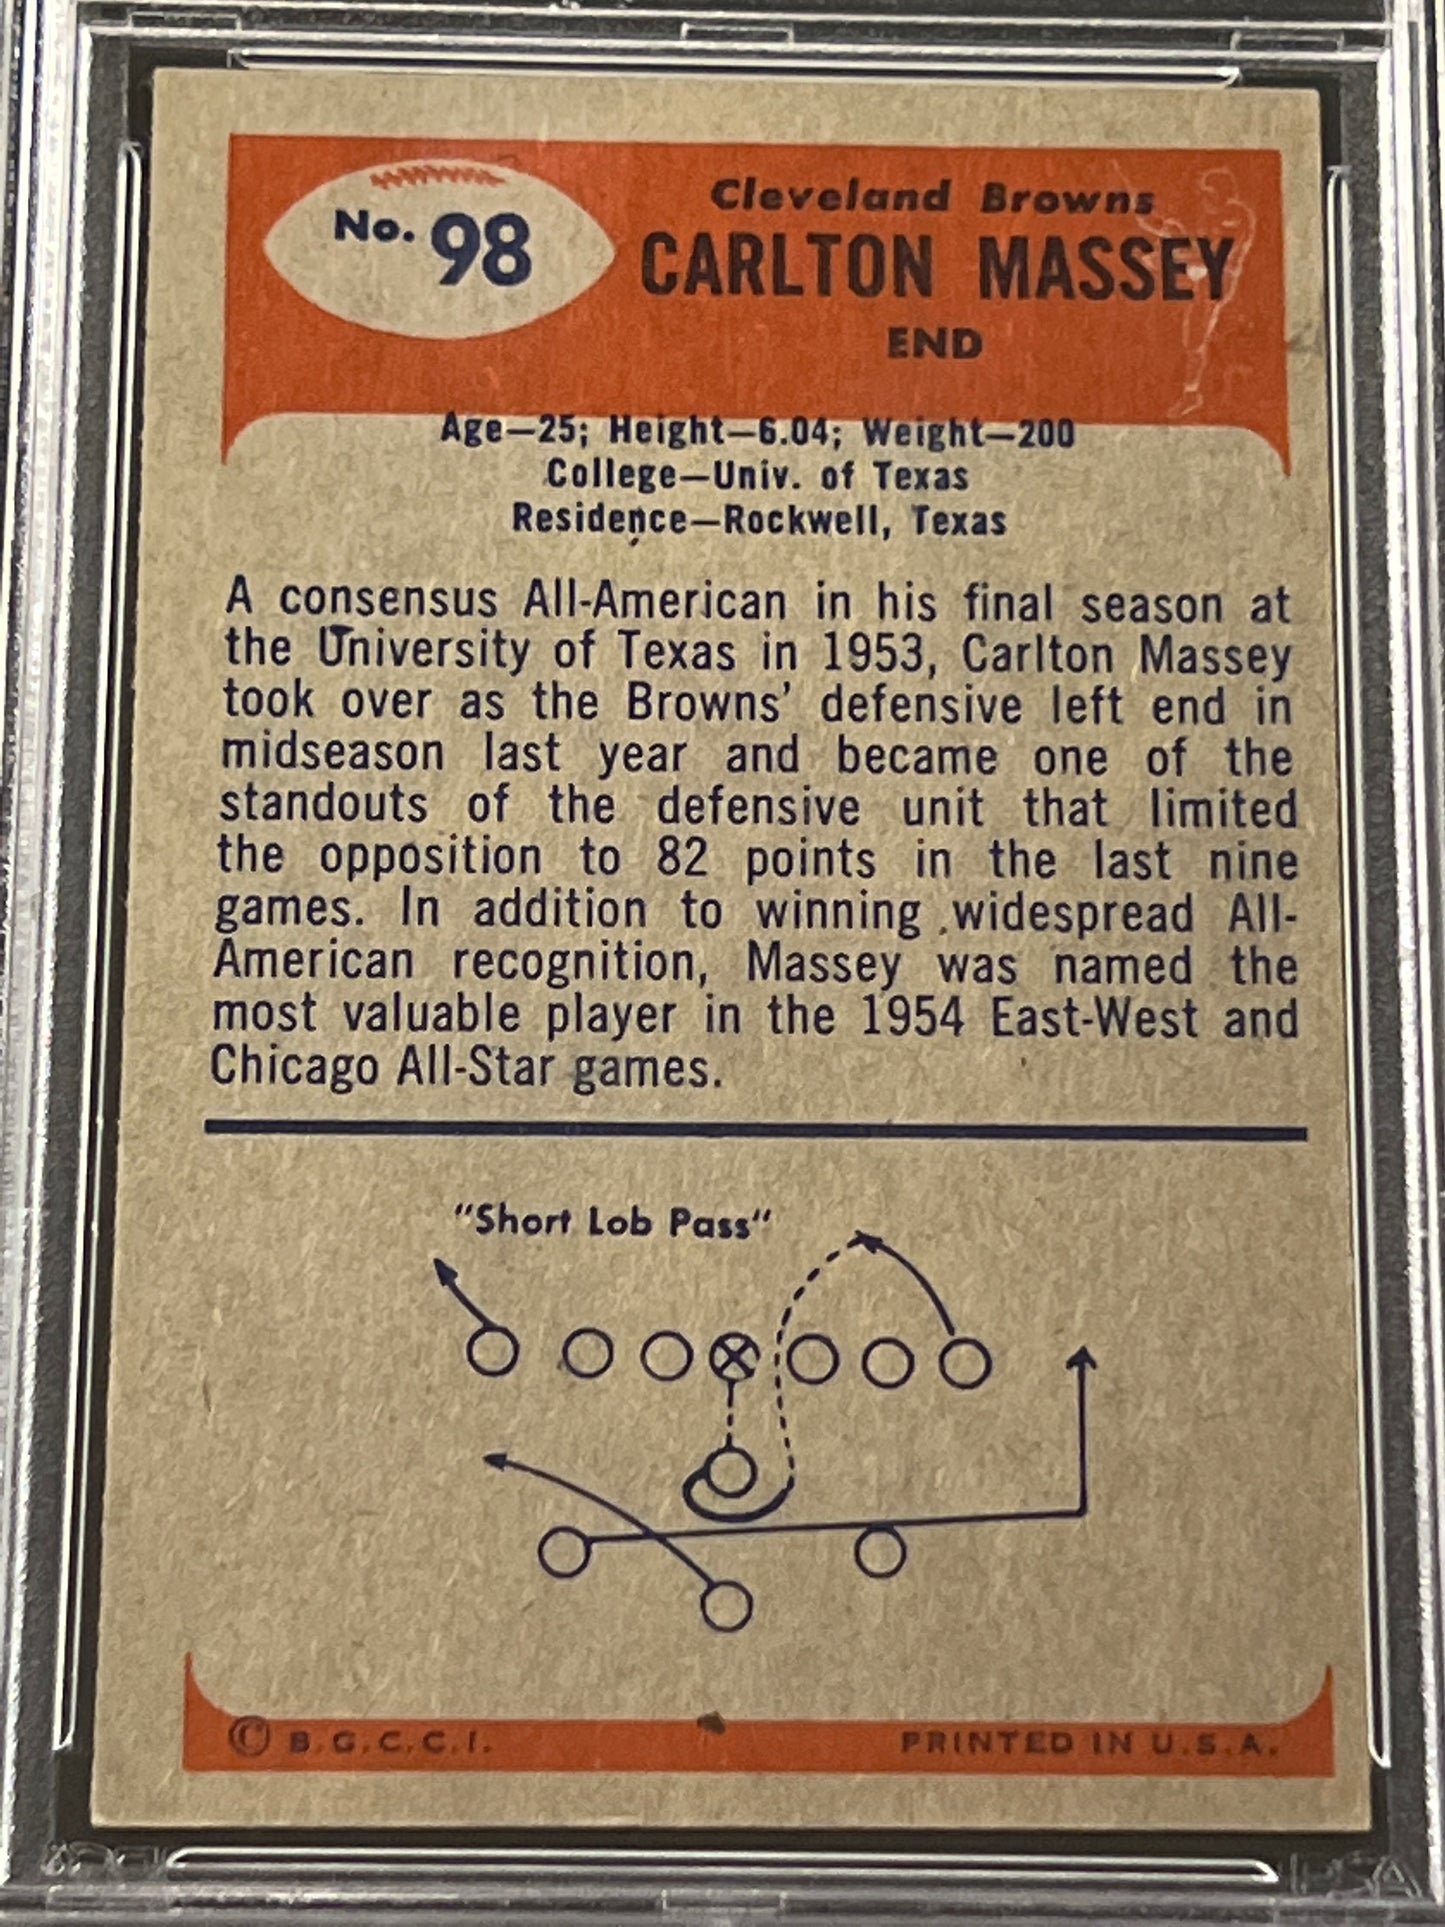 No. 98
Cleveland Browns
CARLTON MASSEY
END
Age—25; Height—6.04; Weight—200
College—Univ. of Texas
Residence—Rockwell, Texas
A consensus All-American in his final season at
the University of Texas in 1953, Carlton Massey
took over as the Browns' defensive left end in
midseason last year and became one of the
standouts of the defensive unit that limited
the opposition to 82 points in the last nine
games. In addition to winning widespread All-
American recognition, Massey was named the
most valuable player in the 1954 East-West and
Chicago All-Star games.
"Short Lob Pass"
© B.G.C.C.I.
PRINTED IN U.S.A.
PSA